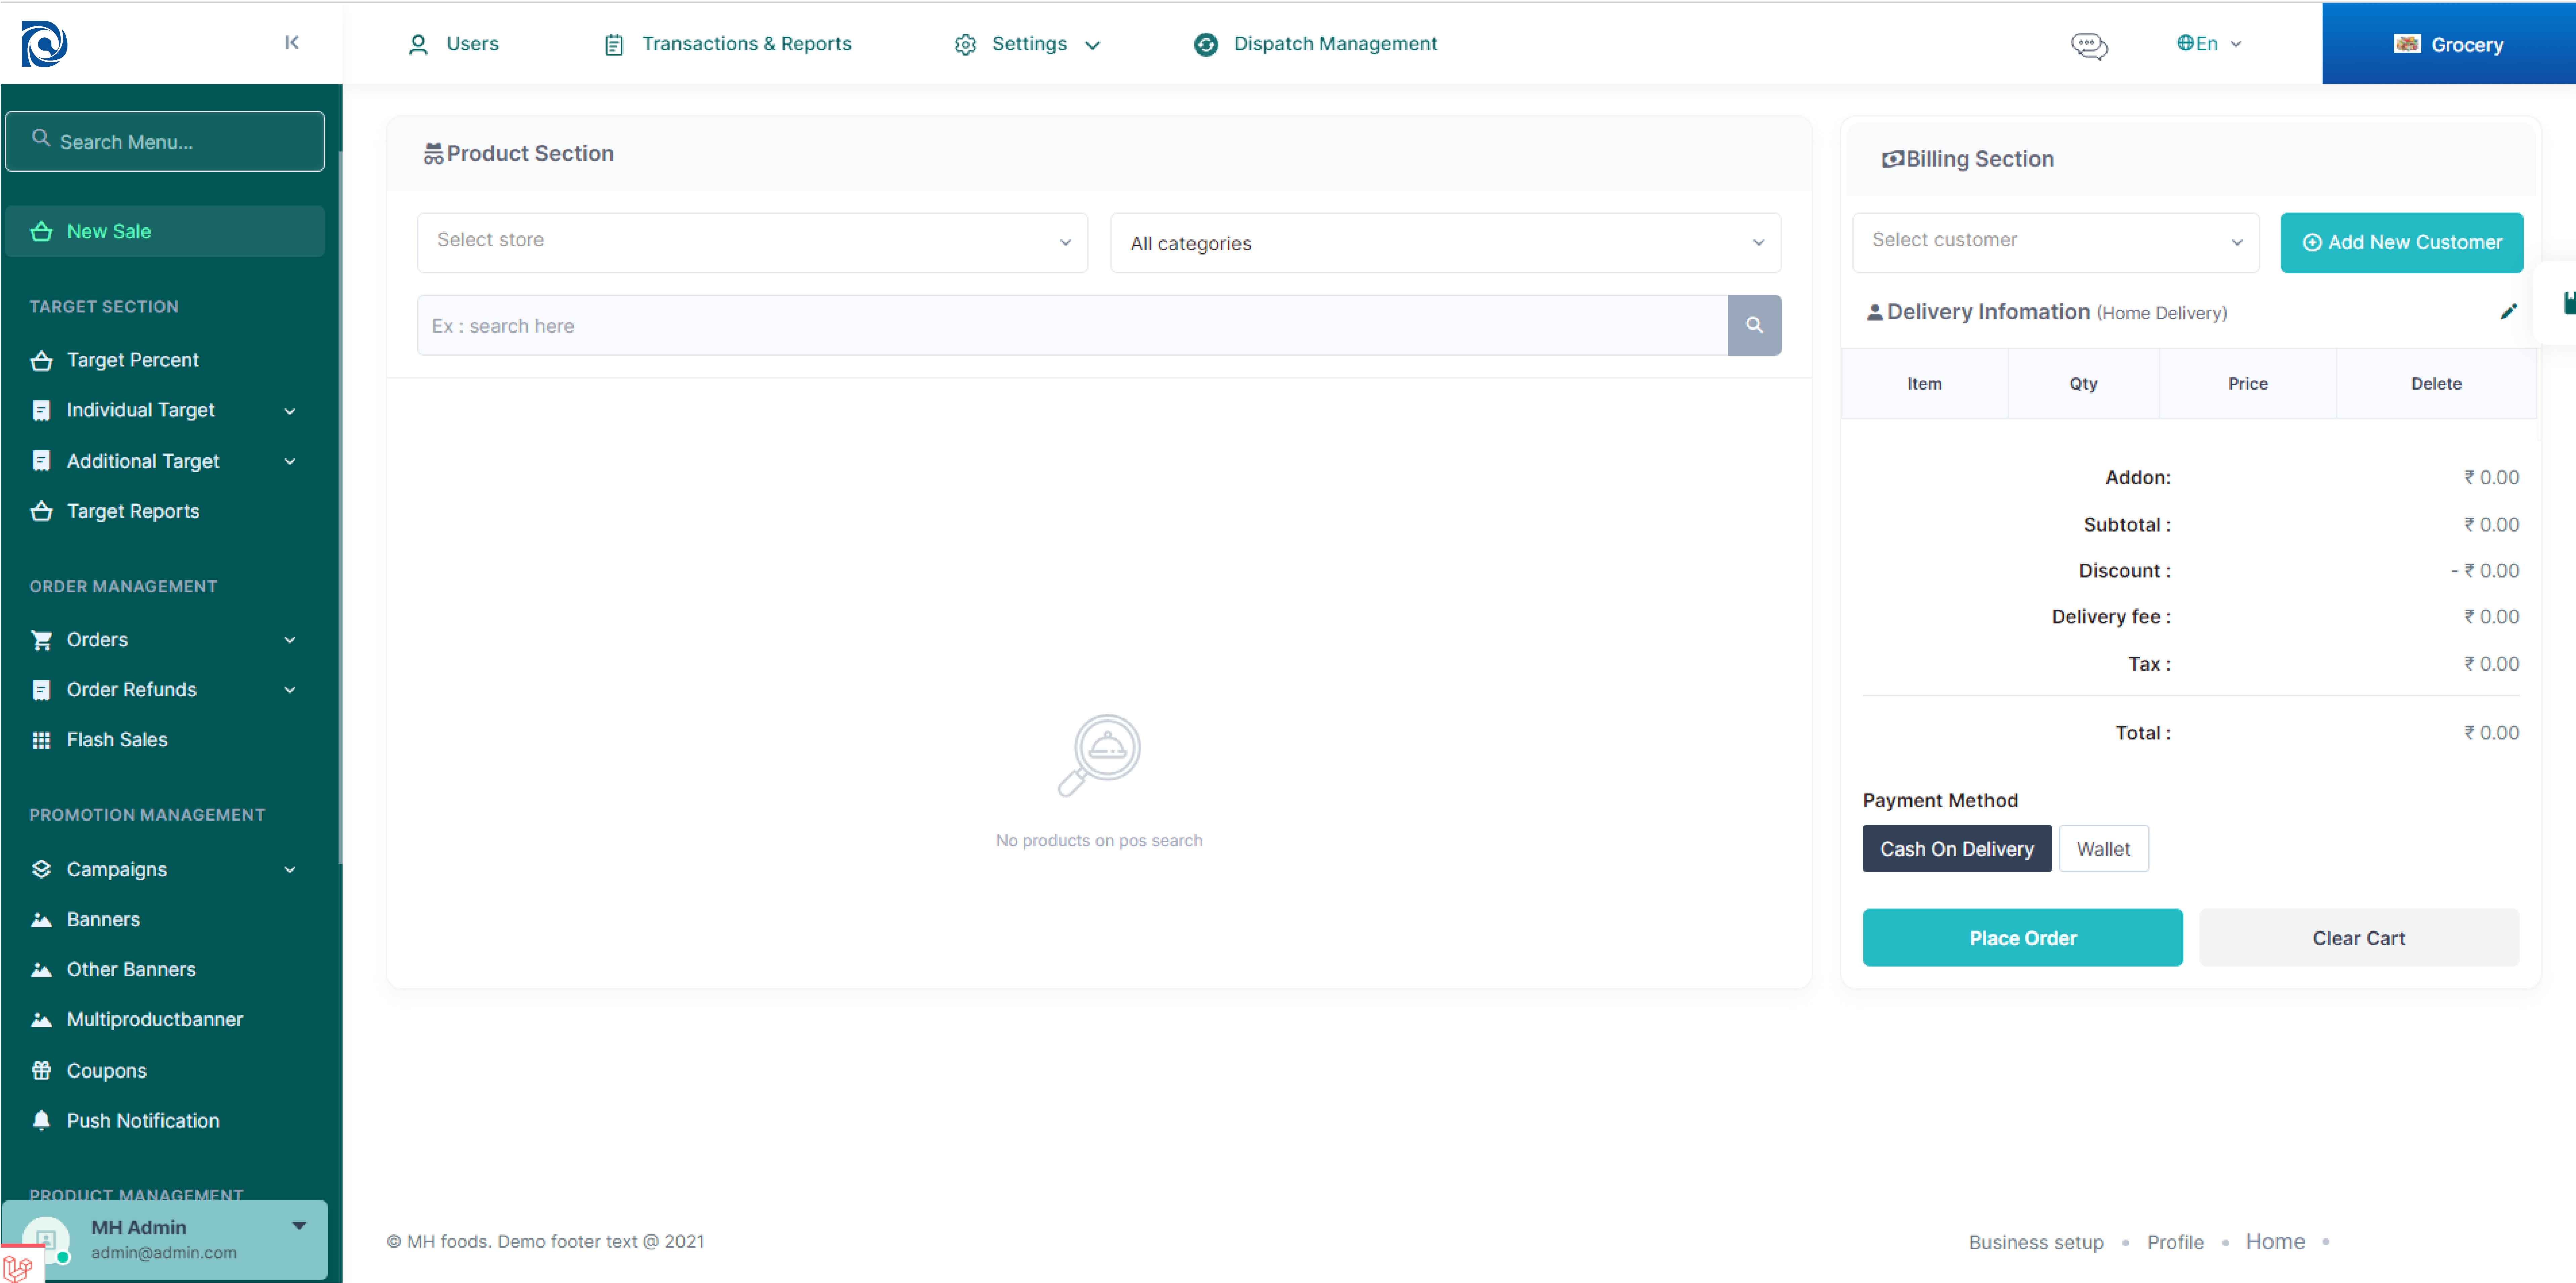 Users
Transactions & Reports
Settings
Dispatch Management
En
Grocery
Search Menu...
New Sale
TARGET SECTION
Target Percent
Individual Target
Additional Target
Target Reports
ORDER MANAGEMENT
Orders
Order Refunds
Flash Sales
PROMOTION MANAGEMENT
Campaigns
Banners
Other Banners
Multiproductbanner
Coupons
Push Notification
PRODUCT MANAGEMENT
MH Admin
admin@admin.com
Product Section
Select store
All categories
Ex : search here
No products on pos search
Billing Section
Select customer
Add New Customer
Delivery Infomation (Home Delivery)
Item Qty Price Delete
Addon: ₹ 0.00
Subtotal : ₹ 0.00
Discount : - ₹ 0.00
Delivery fee : ₹ 0.00
Tax : ₹ 0.00
Total : ₹ 0.00
Payment Method
Cash On Delivery Wallet
Place Order Clear Cart
© MH foods. Demo footer text @ 2021
Business setup • Profile • Home •